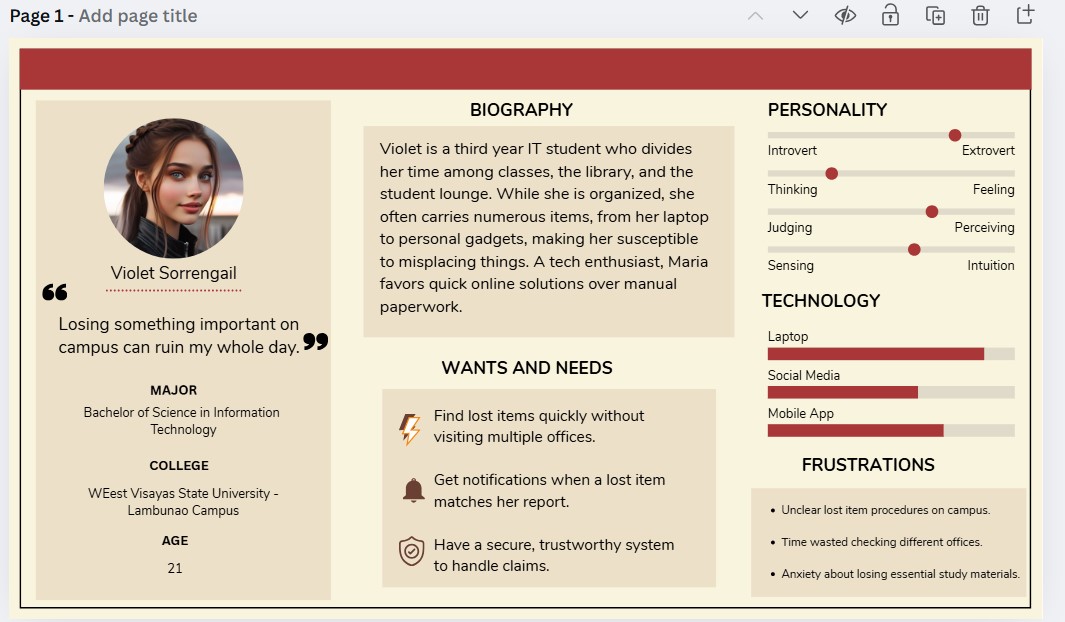 Page 1 - Add page title
Violet Sorrengail
“
Losing something important on
campus can ruin my whole day.
”
MAJOR
Bachelor of Science in Information
Technology
COLLEGE
WEest Visayas State University -
Lambunao Campus
AGE
21
BIOGRAPHY
Violet is a third year IT student who divides
her time among classes, the library, and the
student lounge. While she is organized, she
often carries numerous items, from her laptop
to personal gadgets, making her susceptible
to misplacing things. A tech enthusiast, Maria
favors quick online solutions over manual
paperwork.
WANTS AND NEEDS
Find lost items quickly without
visiting multiple offices.
Get notifications when a lost item
matches her report.
Have a secure, trustworthy system
to handle claims.
PERSONALITY
Introvert Extrovert
Thinking Feeling
Judging Perceiving
Sensing Intuition
TECHNOLOGY
Laptop
Social Media
Mobile App
FRUSTRATIONS
• Unclear lost item procedures on campus.
• Time wasted checking different offices.
• Anxiety about losing essential study materials.